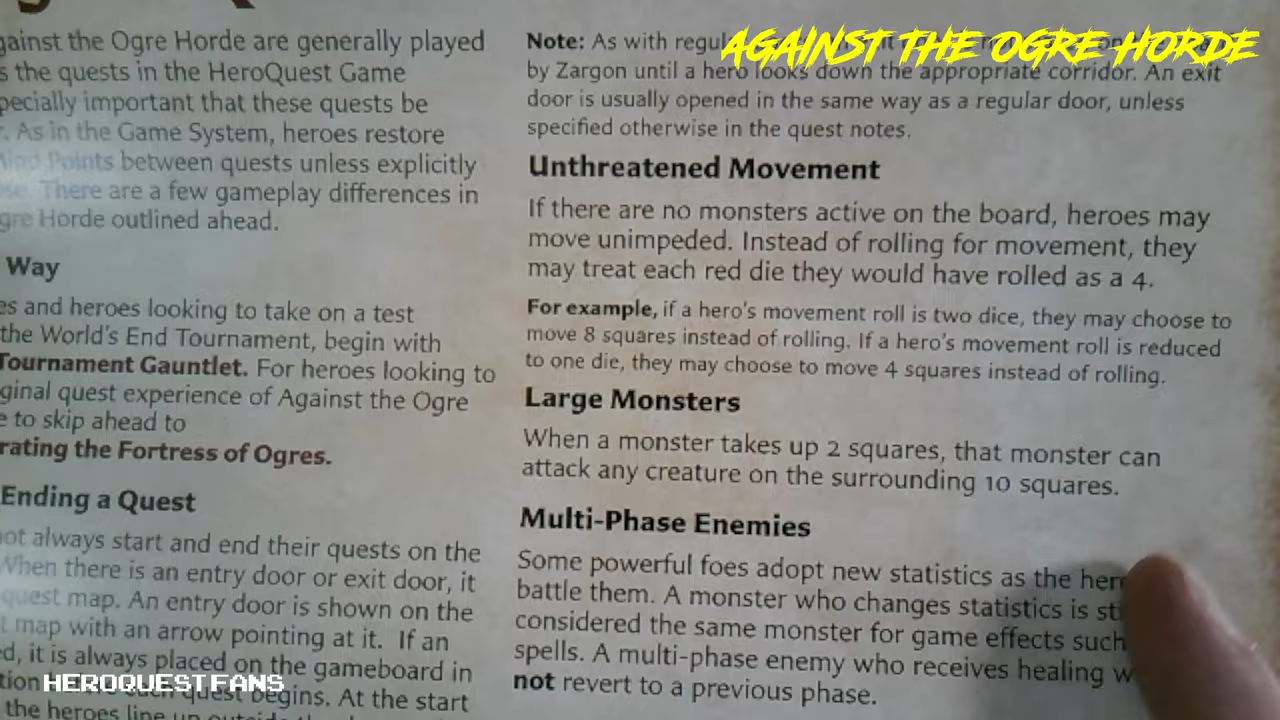 AGAINST THE OGRE HORDE
the Ogre Horde are generally played
the quests in the HeroQuest Game
important that these quests be
As in the Game System, heroes restore
Points between quests unless explicitly
There are a few gameplay differences in
Horde outlined ahead.
Way
and heroes looking to take on a test
the World's End Tournament, begin with
Tournament Gauntlet. For heroes looking to
quest experience of Against the Ogre
to skip ahead to
the Fortress of Ogres.
Ending a Quest
always start and end their quests on the
When there is an entry door or exit door, it
quest map. An entry door is shown on the
map with an arrow pointing at it. If an
it is always placed on the gameboard in
quest begins. At the start
the heroes line up
Note: As with
by Zargon until a hero looks down the appropriate corridor. An exit
door is usually opened in the same way as a regular door, unless
specified otherwise in the quest notes.
Unthreatened Movement
If there are no monsters active on the board, heroes may
move unimpeded. Instead of rolling for movement, they
may treat each red die they would have rolled as a 4.
For example, if a hero's movement roll is two dice, they may choose to
move 8 squares instead of rolling. If a hero's movement roll is reduced
to one die, they may choose to move 4 squares instead of rolling.
Large Monsters
When a monster takes up 2 squares, that monster can
attack any creature on the surrounding 10 squares.
Multi-Phase Enemies
Some powerful foes adopt new statistics as the
battle them. A monster who changes statistics is
considered the same monster for game effects such
spells. A multi-phase enemy who receives healing
not revert to a previous phase.
HEROQUESTFANS